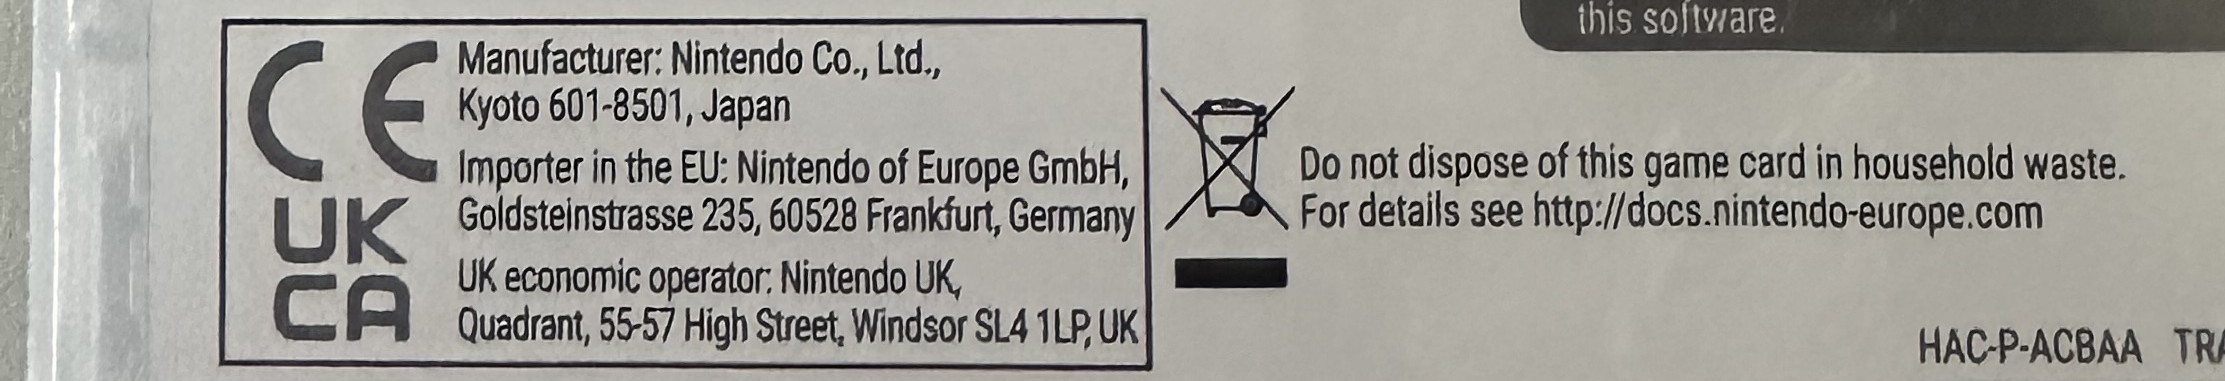 this software.
CE
UK
CA
Manufacturer: Nintendo Co., Ltd.,
Kyoto 601-8501, Japan
Importer in the EU: Nintendo of Europe GmbH,
Goldsteinstrasse 235, 60528 Frankfurt, Germany
UK economic operator: Nintendo UK,
Quadrant, 55-57 High Street, Windsor SL4 1LP, UK
Do not dispose of this game card in household waste.
For details see http://docs.nintendo-europe.com
HAC-P-ACBAA